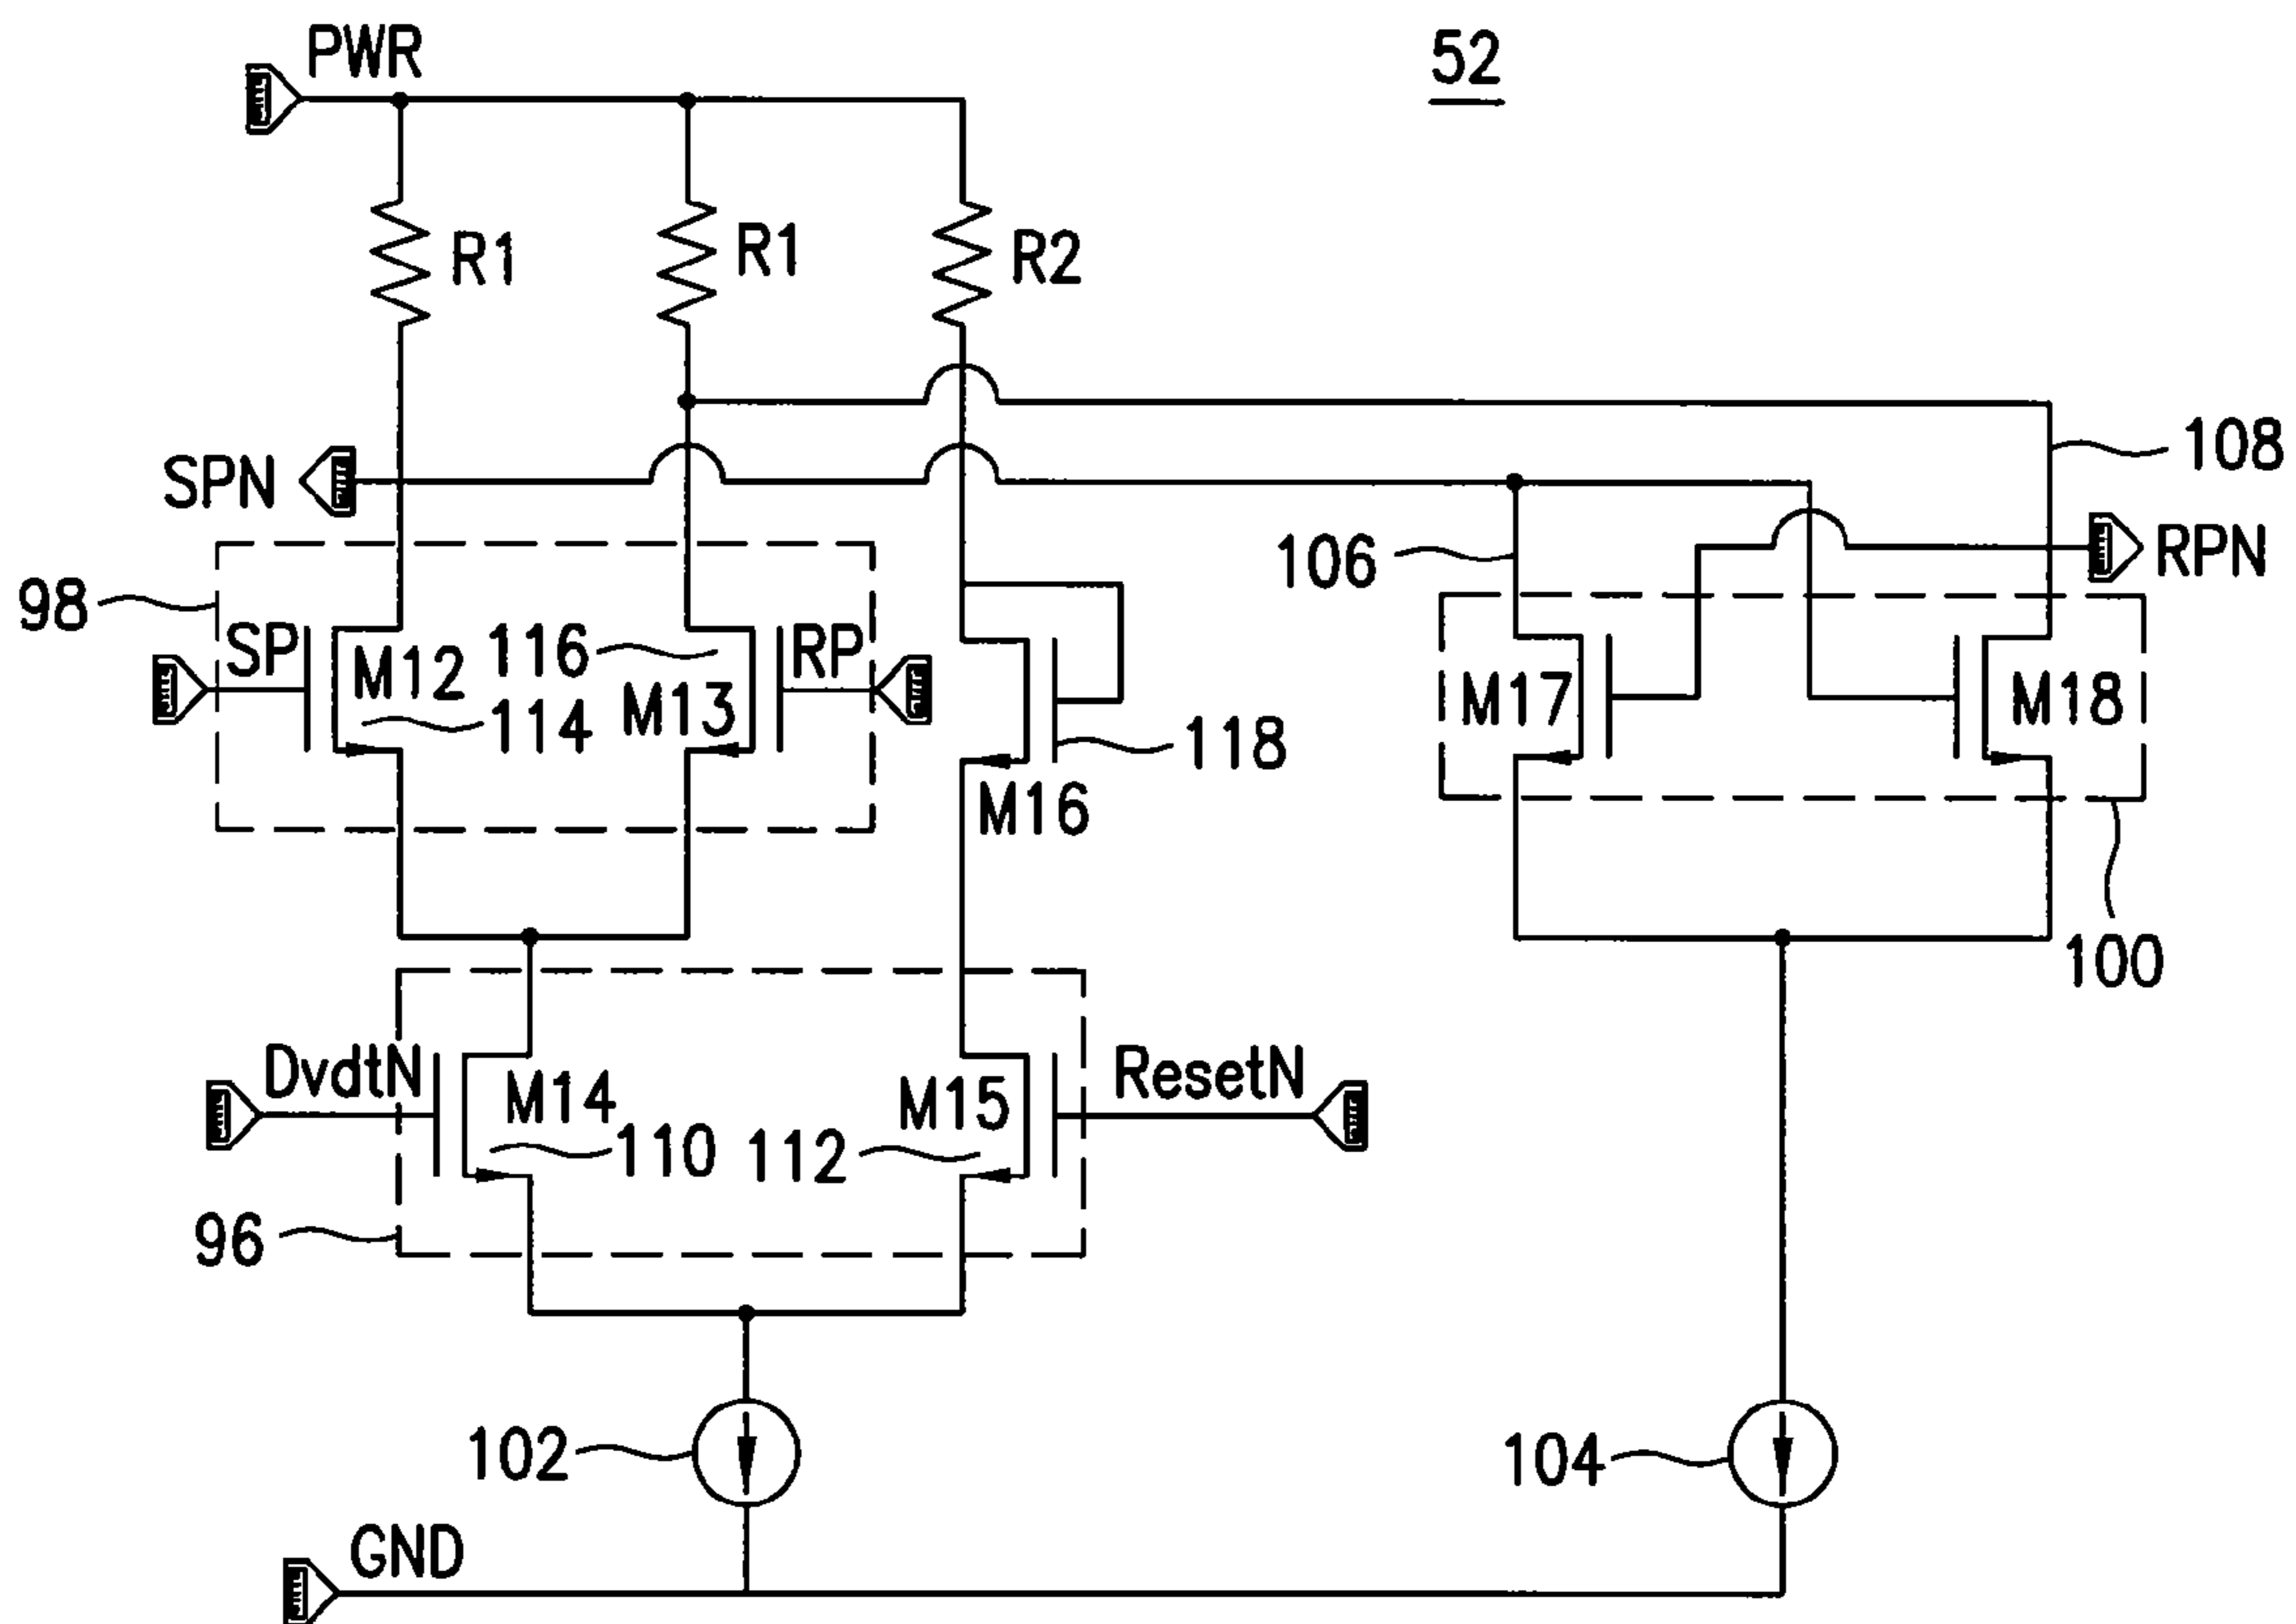 PWR
52
R1
R1
R2
108
SPN
106
RPN
98
SP
M12
116
RP
M17
M18
114
M13
118
M16
100
DvdtN
M14
M15
ResetN
110
112
96
102
104
GND